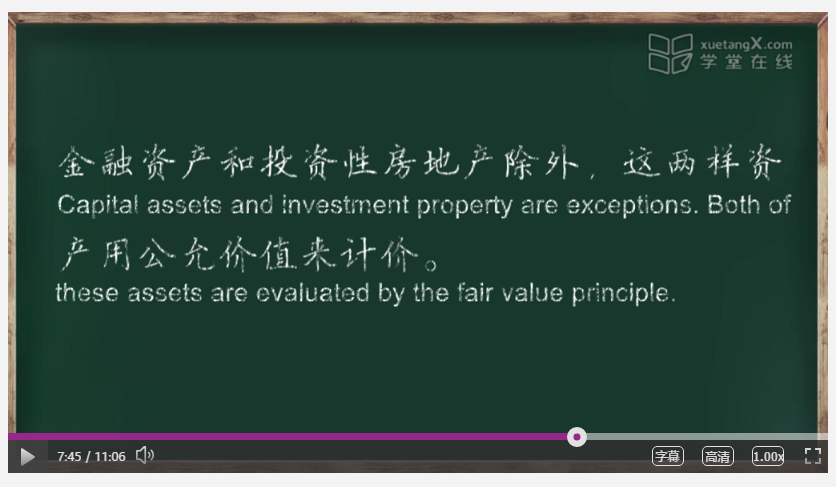 xuetangX.com
学堂在线
金融资产和投资性房地产除外，这两样资
Capital assets and investment property are exceptions. Both of
产用公允价值来计价。
these assets are evaluated by the fair value principle.
7:45 / 11:06
字幕
高清
1.00x